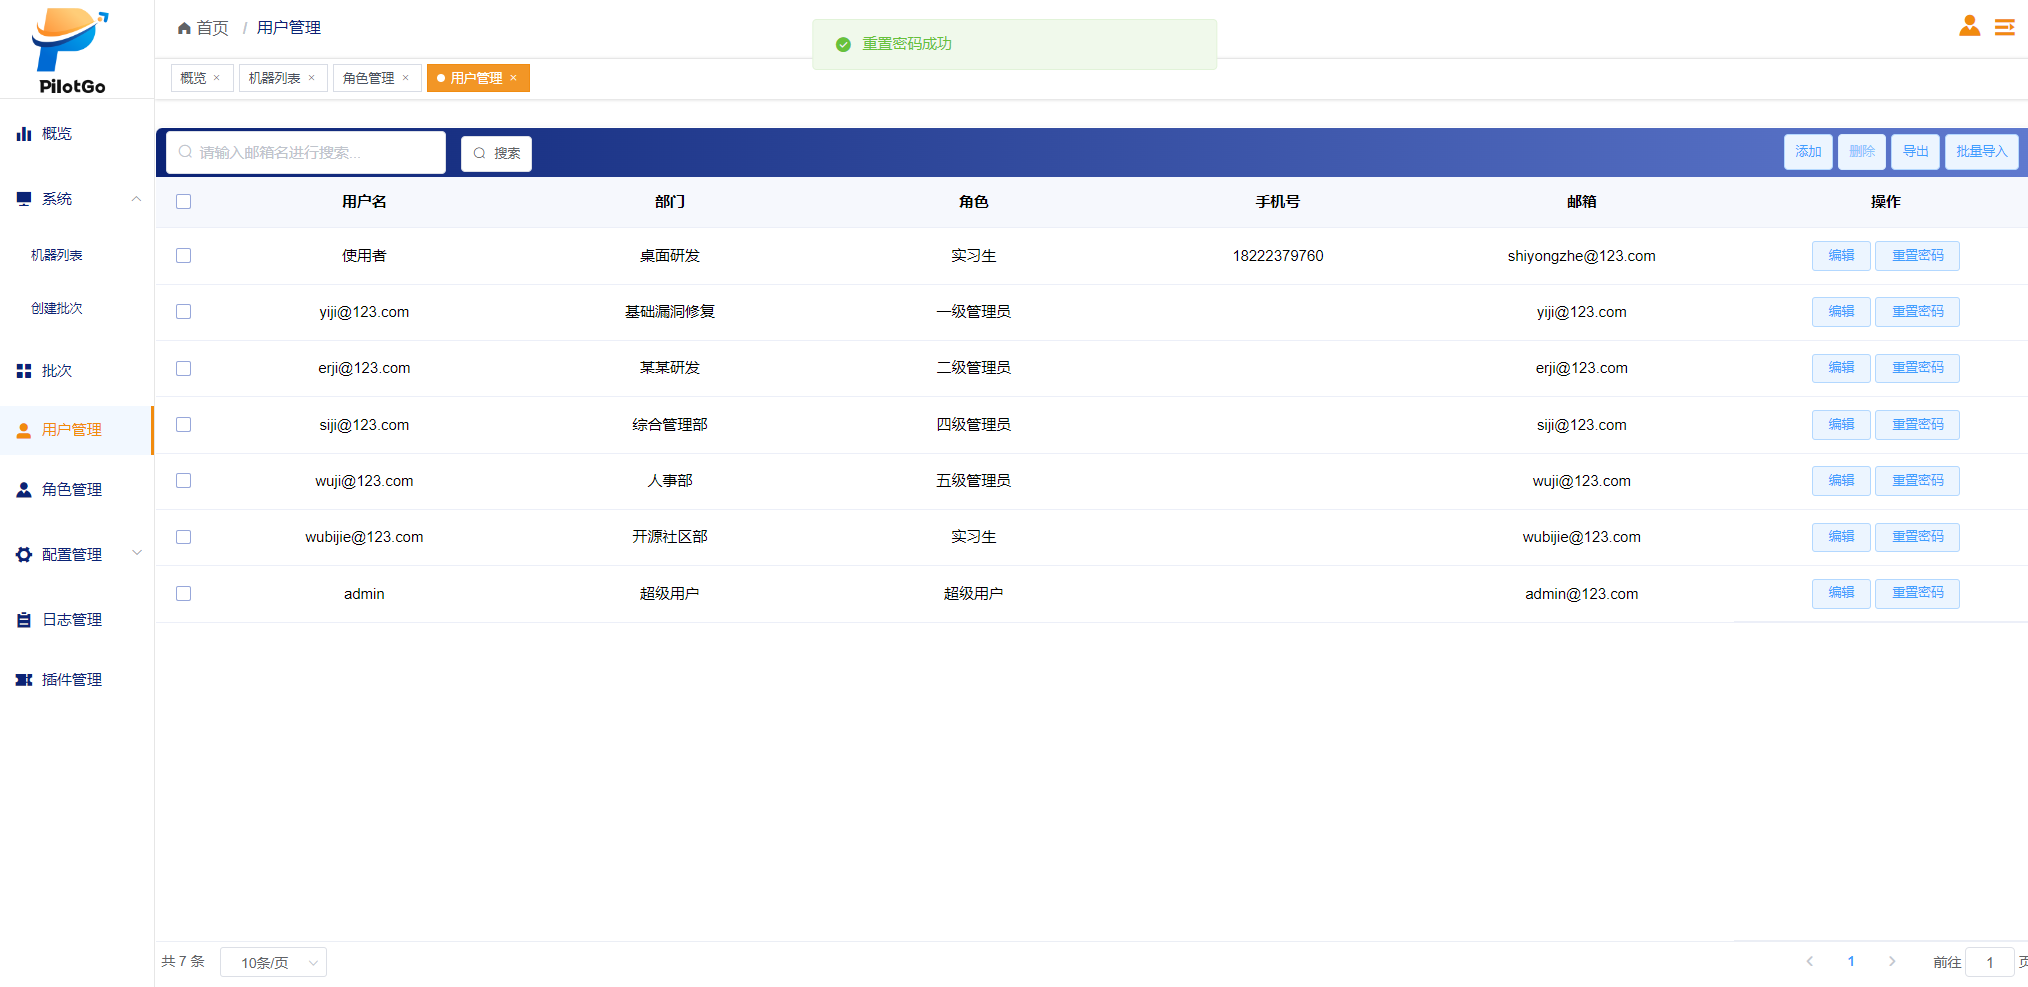 PilotGo
首页 / 用户管理
重置密码成功
概览 ×
机器列表 ×
角色管理 ×
用户管理 ×
概览
系统
机器列表
创建批次
批次
用户管理
角色管理
配置管理
日志管理
插件管理
请输入邮箱名进行搜索...
搜索
添加
删除
导出
批量导入
用户名 部门 角色 手机号 邮箱 操作
使用者 桌面研发 实习生 18222379760 shiyongzhe@123.com 编辑 重置密码
yiji@123.com 基础漏洞修复 一级管理员 yiji@123.com 编辑 重置密码
erji@123.com 某某研发 二级管理员 erji@123.com 编辑 重置密码
siji@123.com 综合管理部 四级管理员 siji@123.com 编辑 重置密码
wuji@123.com 人事部 五级管理员 wuji@123.com 编辑 重置密码
wubijie@123.com 开源社区部 实习生 wubijie@123.com 编辑 重置密码
admin 超级用户 超级用户 admin@123.com 编辑 重置密码
共 7 条 10条/页 1 前往 1 页